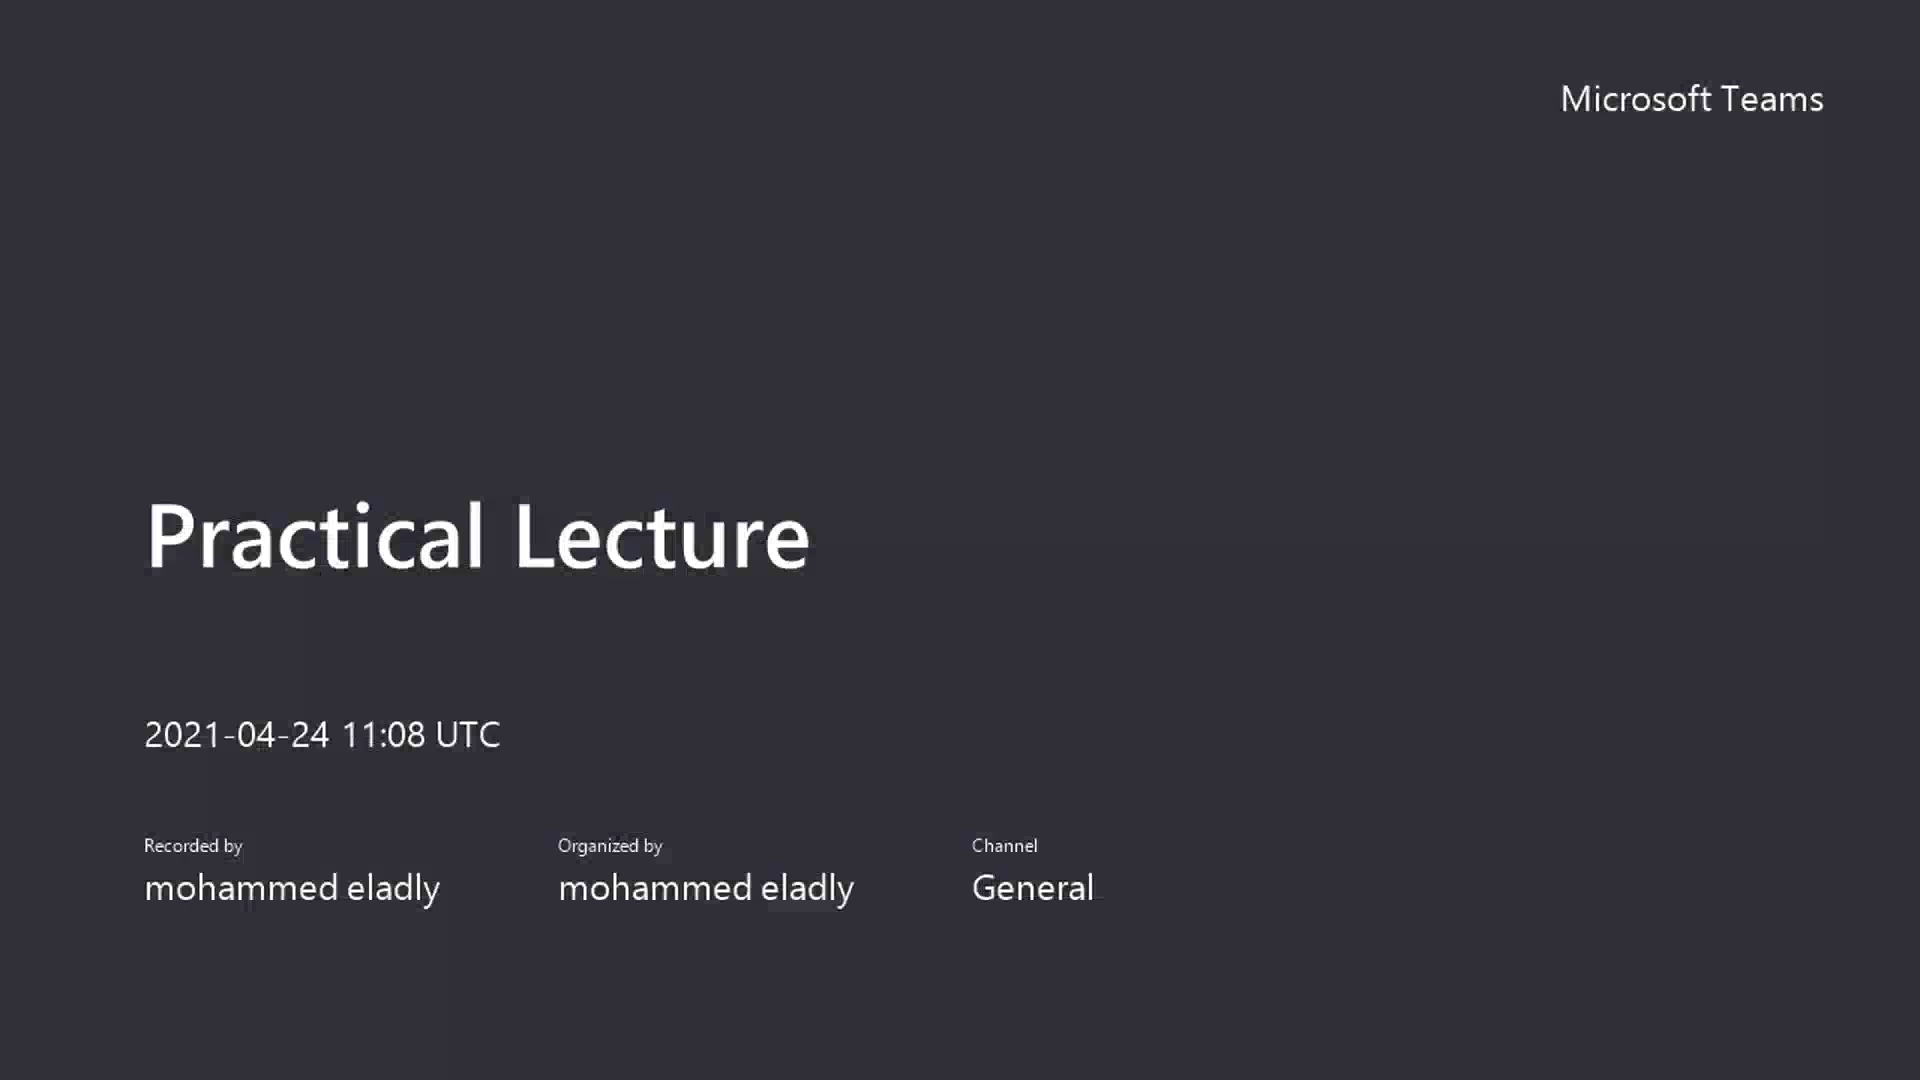 Microsoft Teams
Practical Lecture
2021-04-24 11:08 UTC
Recorded by
mohammed eladly
Organized by
mohammed eladly
Channel
General